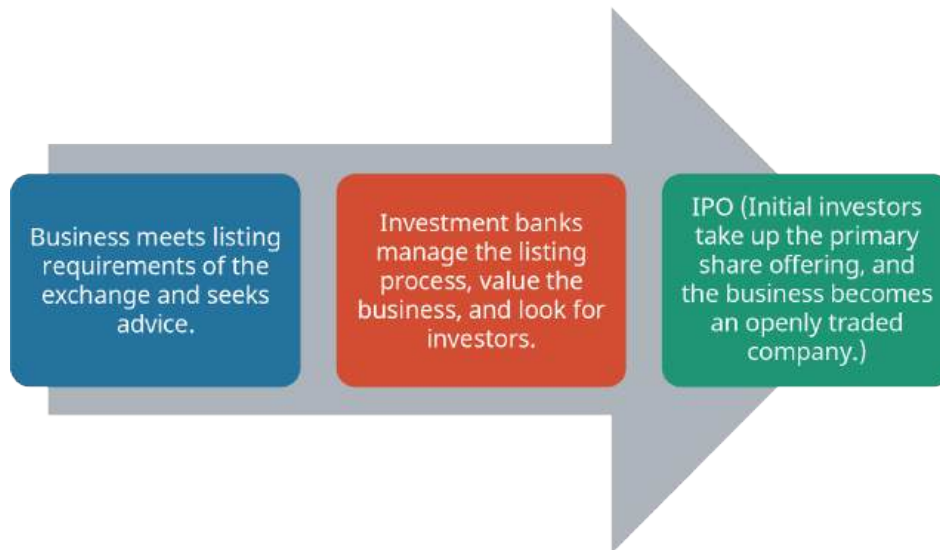 Business meets listing
requirements of the
exchange and seeks
advice.
Investment banks
manage the listing
process, value the
business, and look for
investors.
IPO (Initial investors
take up the primary
share offering, and
the business becomes
an openly traded
company.)